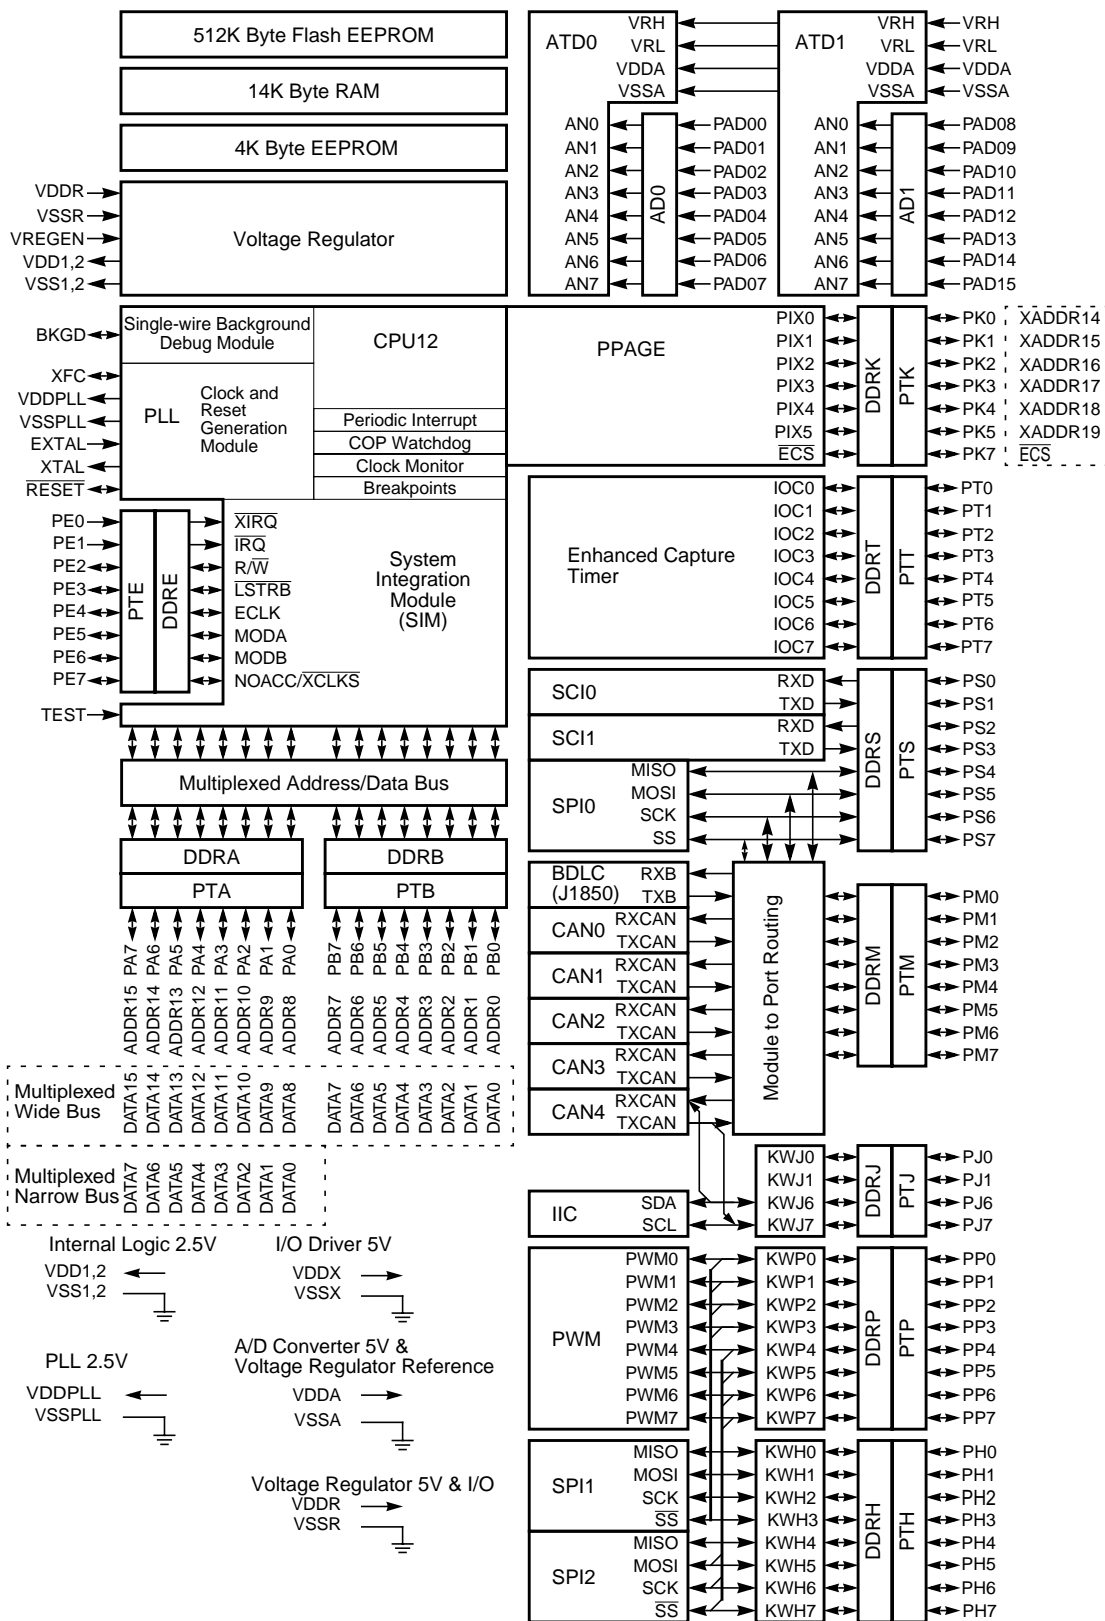 512K Byte Flash EEPROM
14K Byte RAM
4K Byte EEPROM
VDDR
VSSR
VREGEN
VDD1,2
VSS1,2
Voltage Regulator
ATD0
VRH
VRL
VDDA
VSSA
AN0
AN1
AN2
AN3
AN4
AN5
AN6
AN7
AD0
PAD00
PAD01
PAD02
PAD03
PAD04
PAD05
PAD06
PAD07
ATD1
VRH
VRL
VDDA
VSSA
AN0
AN1
AN2
AN3
AN4
AN5
AN6
AN7
AD1
VRH
VRL
VDDA
VSSA
PAD08
PAD09
PAD10
PAD11
PAD12
PAD13
PAD14
PAD15
BKGD
XFC
VDDPLL
VSSPLL
EXTAL
XTAL
RESET
Single-wire Background
Debug Module
CPU12
PLL
Clock and
Reset
Generation
Module
Periodic Interrupt
COP Watchdog
Clock Monitor
Breakpoints
PPAGE
PIX0
PIX1
PIX2
PIX3
PIX4
PIX5
ECS
DDRK
PTK
PK0
PK1
PK2
PK3
PK4
PK5
PK7
XADDR14
XADDR15
XADDR16
XADDR17
XADDR18
XADDR19
ECS
PE0
PE1
PE2
PE3
PE4
PE5
PE6
PE7
TEST
PTE
DDRE
XIRQ
IRQ
R/W
LSTRB
ECLK
MODA
MODB
NOACC/XCLKS
System
Integration
Module
(SIM)
Enhanced Capture
Timer
IOC0
IOC1
IOC2
IOC3
IOC4
IOC5
IOC6
IOC7
DDRT
PTT
PT0
PT1
PT2
PT3
PT4
PT5
PT6
PT7
SCI0
RXD
TXD
SCI1
RXD
TXD
SPI0
MISO
MOSI
SCK
SS
DDRS
PTS
PS0
PS1
PS2
PS3
PS4
PS5
PS6
PS7
Multiplexed Address/Data Bus
DDRA
PTA
DDRB
PTB
PA7
PA6
PA5
PA4
PA3
PA2
PA1
PA0
PB7
PB6
PB5
PB4
PB3
PB2
PB1
PB0
ADDR15
ADDR14
ADDR13
ADDR12
ADDR11
ADDR10
ADDR9
ADDR8
ADDR7
ADDR6
ADDR5
ADDR4
ADDR3
ADDR2
ADDR1
ADDR0
Multiplexed
Wide Bus
DATA15
DATA14
DATA13
DATA12
DATA11
DATA10
DATA9
DATA8
DATA7
DATA6
DATA5
DATA4
DATA3
DATA2
DATA1
DATA0
Multiplexed
Narrow Bus
DATA7
DATA6
DATA5
DATA4
DATA3
DATA2
DATA1
DATA0
BDLC
(J1850)
RXB
TXB
CAN0
RXCAN
TXCAN
CAN1
RXCAN
TXCAN
CAN2
RXCAN
TXCAN
CAN3
RXCAN
TXCAN
CAN4
RXCAN
TXCAN
Module to Port Routing
DDRM
PTM
PM0
PM1
PM2
PM3
PM4
PM5
PM6
PM7
IIC
SDA
SCL
KWJ0
KWJ1
KWJ6
KWJ7
DDRJ
PTJ
PJ0
PJ1
PJ6
PJ7
Internal Logic 2.5V
VDD1,2
VSS1,2
I/O Driver 5V
VDDX
VSSX
PLL 2.5V
VDDPLL
VSSPLL
A/D Converter 5V &
Voltage Regulator Reference
VDDA
VSSA
Voltage Regulator 5V & I/O
VDDR
VSSR
PWM
PWM0
PWM1
PWM2
PWM3
PWM4
PWM5
PWM6
PWM7
KWP0
KWP1
KWP2
KWP3
KWP4
KWP5
KWP6
KWP7
DDRP
PTP
PP0
PP1
PP2
PP3
PP4
PP5
PP6
PP7
SPI1
MISO
MOSI
SCK
SS
SPI2
MISO
MOSI
SCK
SS
KWH0
KWH1
KWH2
KWH3
KWH4
KWH5
KWH6
KWH7
DDRH
PTH
PH0
PH1
PH2
PH3
PH4
PH5
PH6
PH7